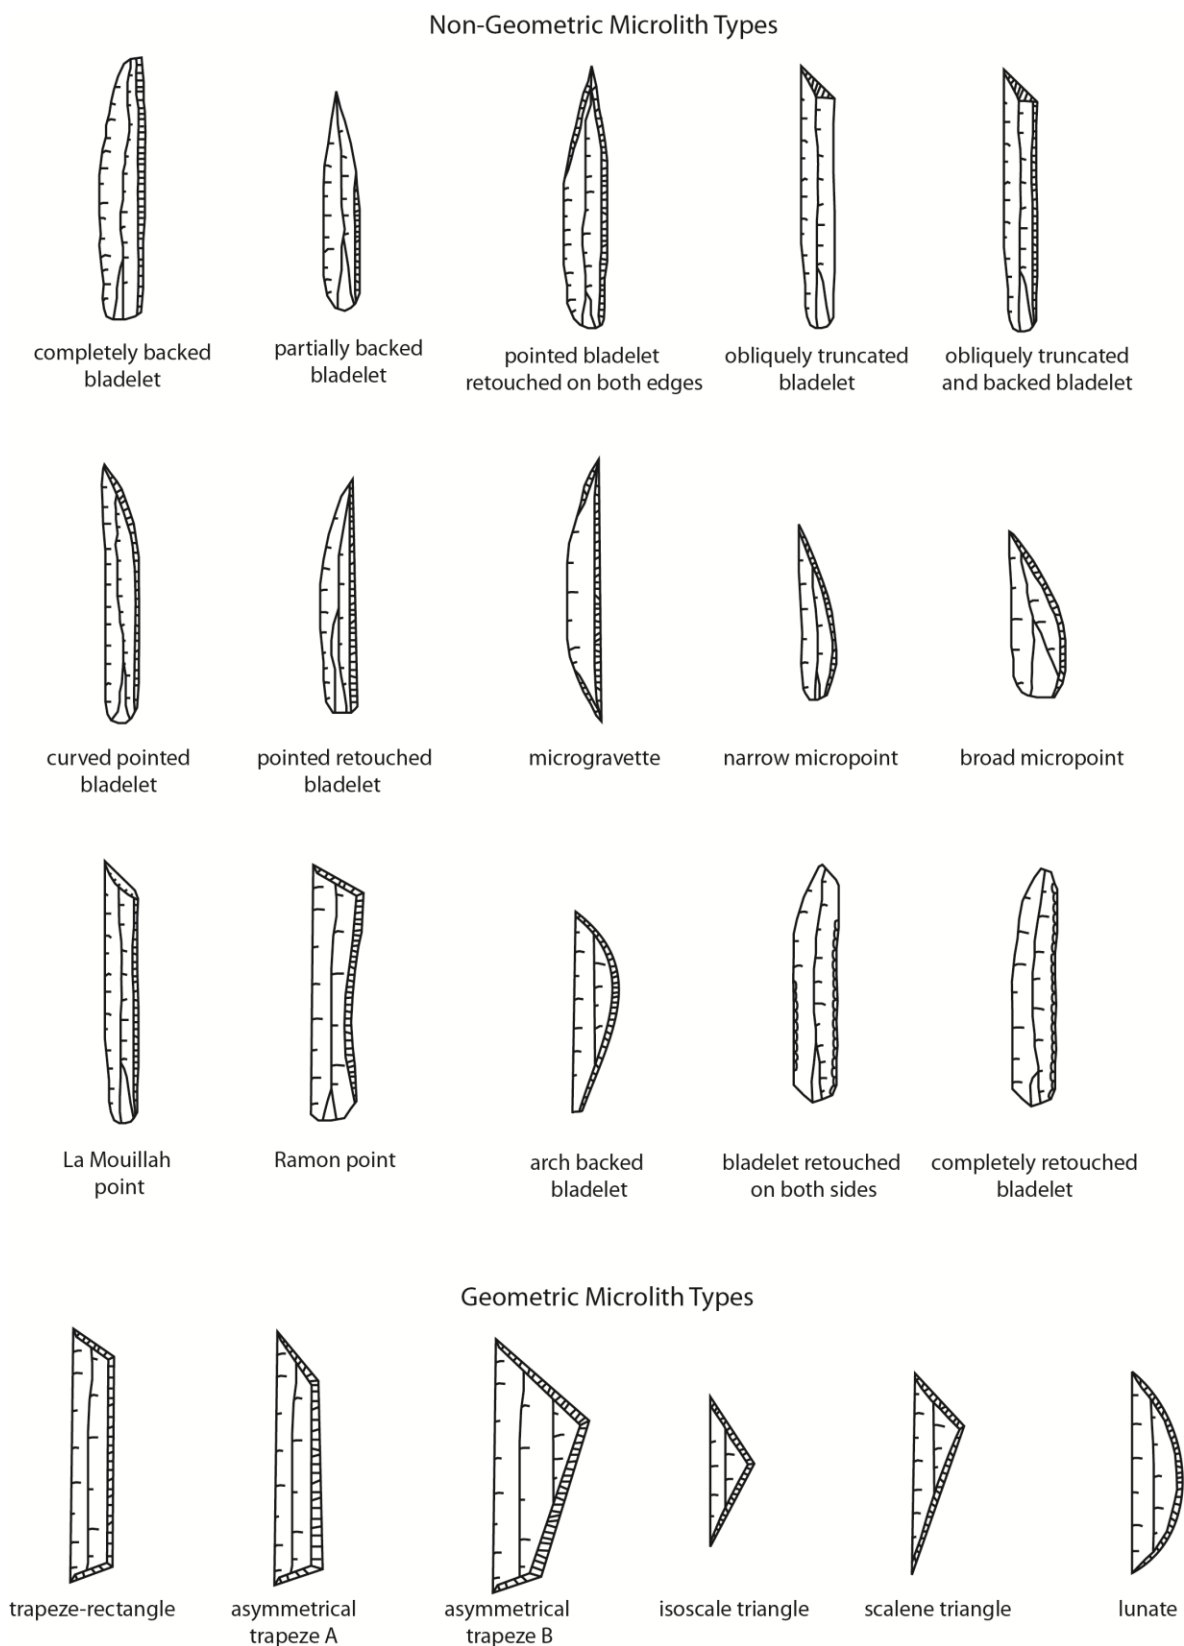 Non-Geometric Microlith Types
completely backed
bladelet
partially backed
bladelet
pointed bladelet
retouched on both edges
obliquely truncated
bladelet
obliquely truncated
and backed bladelet
curved pointed
bladelet
pointed retouched
bladelet
microgravette
narrow micropoint
broad micropoint
La Mouillah
point
Ramon point
arch backed
bladelet
bladelet retouched
on both sides
completely retouched
bladelet
Geometric Microlith Types
trapeze-rectangle
asymmetrical
trapeze A
asymmetrical
trapeze B
isoscale triangle
scalene triangle
lunate